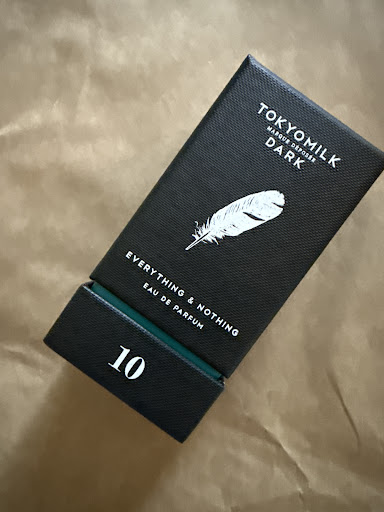 TOKYOMILK
MARQUE DÉPOSÉE
DARK
EVERYTHING & NOTHING
EAU DE PARFUM
10